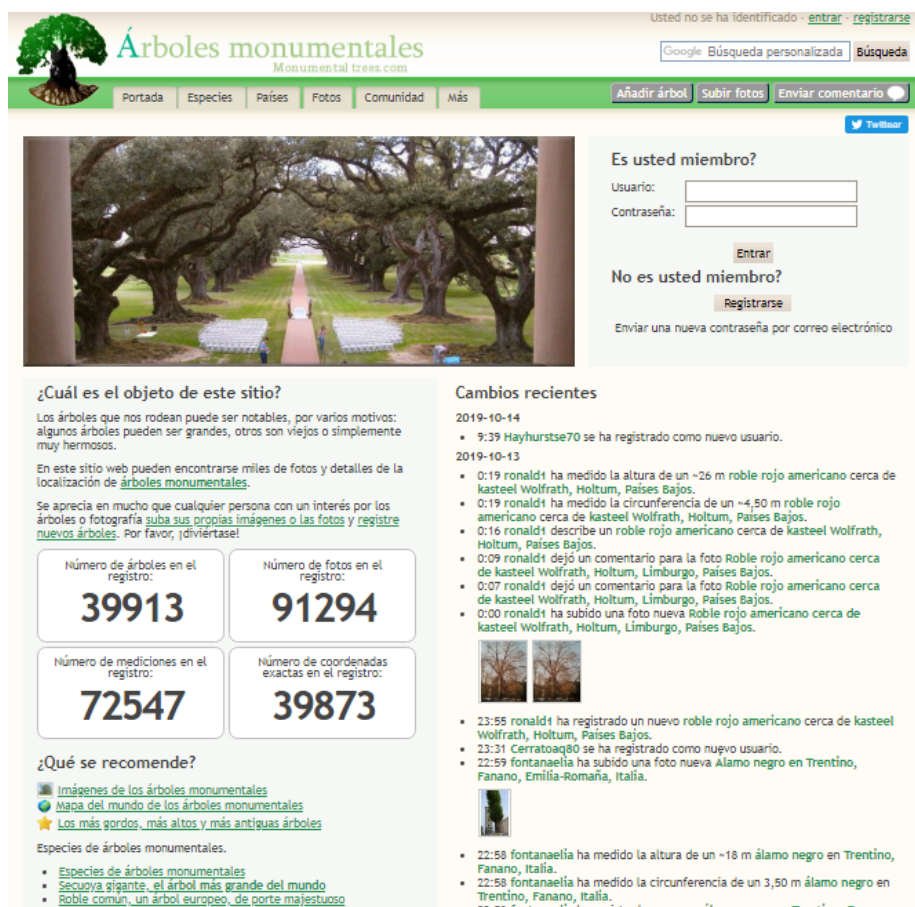 Usted no se ha identificado - entrar - registrarse
Árboles monumentales
Monumental trees.com
Google Búsqueda personalizada Búsqueda
Portada Especies Países Fotos Comunidad Más
Añadir árbol Subir fotos Enviar comentario
Twittear
Es usted miembro?
Usuario:
Contraseña:
Entrar
No es usted miembro?
Registrarse
Enviar una nueva contraseña por correo electrónico
¿Cuál es el objeto de este sitio?
Los árboles que nos rodean puede ser notables, por varios motivos:
algunos árboles pueden ser grandes, otros son viejos o simplemente
muy hermosos.
En este sitio web pueden encontrarse miles de fotos y detalles de la
localización de árboles monumentales.
Se aprecia en mucho que cualquier persona con un interés por los
árboles o fotografía suba sus propias imágenes o las fotos y registre
nuevos árboles. Por favor, ¡diviértase!
Número de árboles en el
registro:
39913
Número de fotos en el
registro:
91294
Número de mediciones en el
registro:
72547
Número de coordenadas
exactas en el registro:
39873
¿Qué se recomende?
Imágenes de los árboles monumentales
Mapa del mundo de los árboles monumentales
Los más gordos, más altos y más antiguas árboles
Especies de árboles monumentales.
Especies de árboles monumentales
Secuoya gigante, el árbol más grande del mundo
Roble común, un árbol europeo, de porte majestuoso
Cambios recientes
2019-10-14
9:39 Hayhurstse70 se ha registrado como nuevo usuario.
2019-10-13
0:19 ronald1 ha medido la altura de un ~26 m roble rojo americano cerca de
kasteel Wolfrath, Holtum, Países Bajos.
0:19 ronald1 ha medido la circunferencia de un ~4,50 m roble rojo
americano cerca de kasteel Wolfrath, Holtum, Países Bajos.
0:16 ronald1 describe un roble rojo americano cerca de kasteel Wolfrath,
Holtum, Países Bajos.
0:09 ronald1 dejó un comentario para la foto Roble rojo americano cerca
de kasteel Wolfrath, Holtum, Limburgo, Países Bajos.
0:07 ronald1 dejó un comentario para la foto Roble rojo americano cerca
de kasteel Wolfrath, Holtum, Limburgo, Países Bajos.
0:00 ronald1 ha subido una foto nueva Roble rojo americano cerca de
kasteel Wolfrath, Holtum, Limburgo, Países Bajos.
23:55 ronald1 ha registrado un nuevo roble rojo americano cerca de kasteel
Wolfrath, Holtum, Países Bajos.
23:31 Cerratoaq80 se ha registrado como nuevo usuario.
22:59 fontanaelia ha subido una foto nueva Álamo negro en Trentino,
Fanano, Emilia-Romaña, Italia.
22:58 fontanaelia ha medido la altura de un ~18 m álamo negro en Trentino,
Fanano, Italia.
22:58 fontanaelia ha medido la circunferencia de un 3,50 m álamo negro en
Trentino, Fanano, Italia.